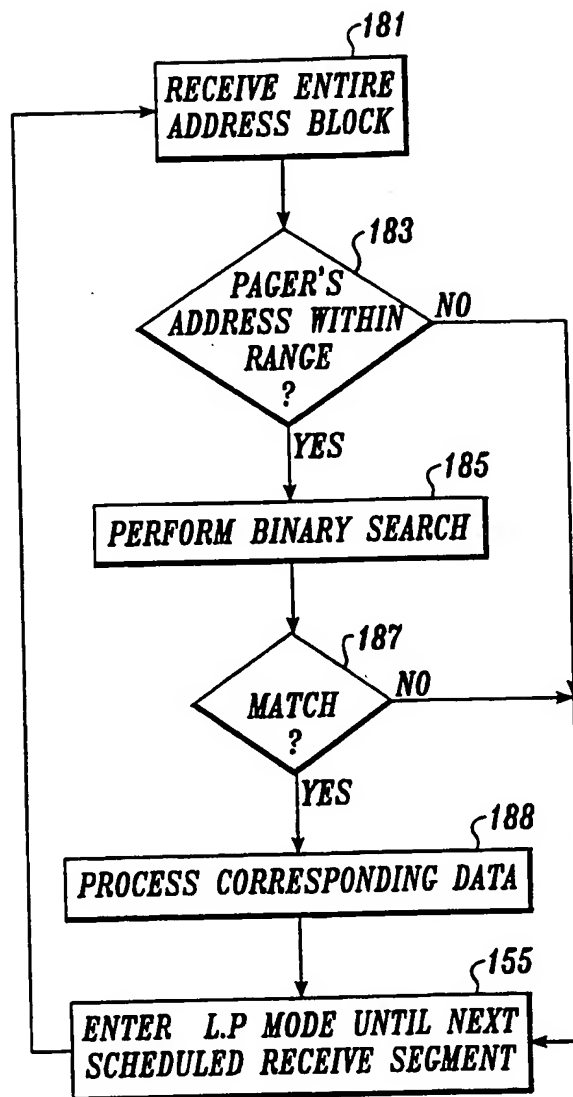 181
RECEIVE ENTIRE
ADDRESS BLOCK
183
PAGER'S
ADDRESS WITHIN
RANGE
?
NO
YES
185
PERFORM BINARY SEARCH
187
MATCH
?
NO
YES
188
PROCESS CORRESPONDING DATA
155
ENTER L.P MODE UNTIL NEXT
SCHEDULED RECEIVE SEGMENT